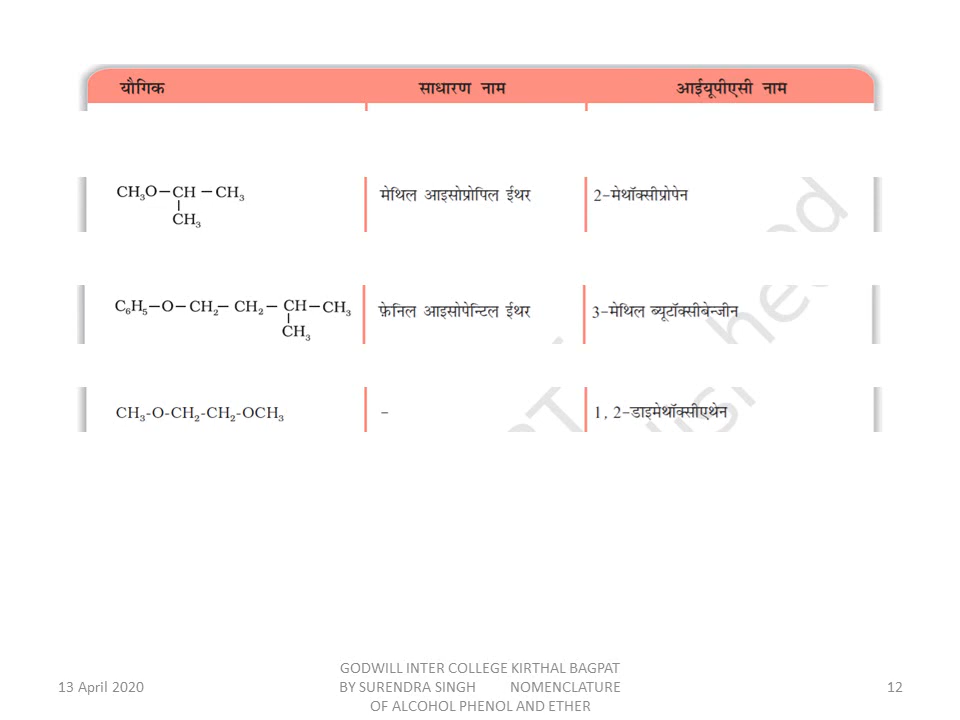 यौगिक साधारण नाम आईयूपीएसी नाम
CH₃O–CH–CH₃ मेथिल आइसोप्रोपिल ईथर 2–मेथॉक्सीप्रोपेन
CH₃
C₆H₅–O–CH₂–CH₂–CH–CH₃ फ़ेनिल आइसोपेन्टिल ईथर 3–मेथिल ब्यूटॉक्सीबेन्ज़ीन
CH₃
CH₃-O-CH₂-CH₂-OCH₃ – 1, 2–डाइमेथॉक्सीएथेन
13 April 2020
GODWILL INTER COLLEGE KIRTHAL BAGPAT
BY SURENDRA SINGH NOMENCLATURE
OF ALCOHOL PHENOL AND ETHER
12